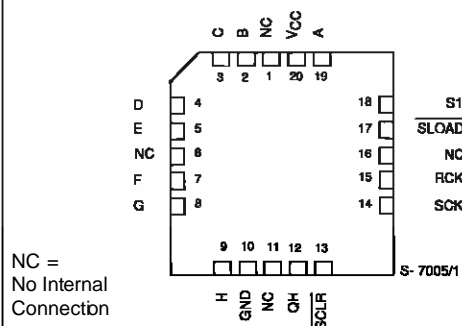 C B NC VCC A
3 2 1 20 19
D 4 18 S1
E 5 17 SLOAD
NC 6 16 NC
F 7 15 RCK
G 8 14 SCK
9 10 11 12 13
H GND NC QH SCLR
S- 7005/1
NC =
No Internal
Connection